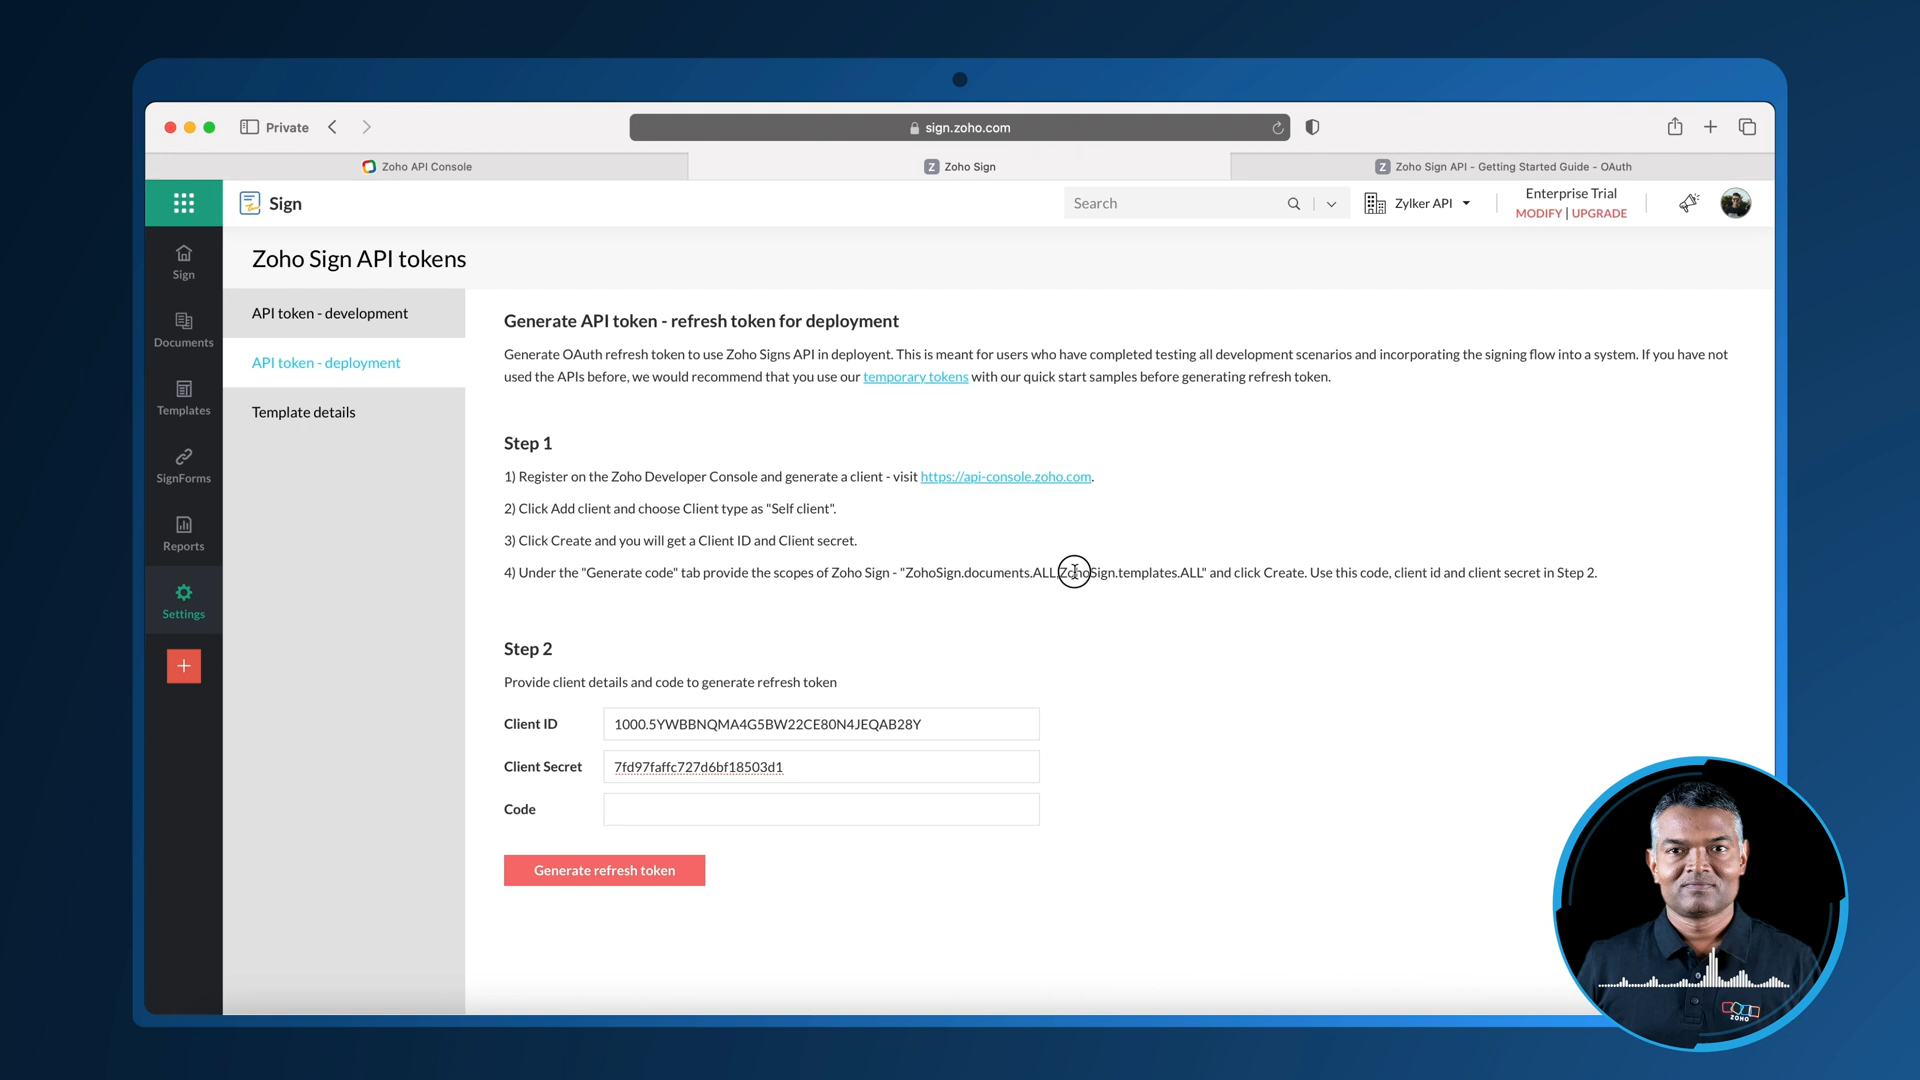 Private
sign.zoho.com
Zoho API Console
Zoho Sign
Zoho Sign API - Getting Started Guide - OAuth
Sign
Search
Zylker API
Enterprise Trial
MODIFY | UPGRADE
Sign
Documents
Templates
SignForms
Reports
Settings
Zoho Sign API tokens
API token - development
API token - deployment
Template details
Generate API token - refresh token for deployment
Generate OAuth refresh token to use Zoho Signs API in deployent. This is meant for users who have completed testing all development scenarios and incorporating the signing flow into a system. If you have not
used the APIs before, we would recommend that you use our temporary tokens with our quick start samples before generating refresh token.
Step 1
1) Register on the Zoho Developer Console and generate a client - visit https://api-console.zoho.com.
2) Click Add client and choose Client type as "Self client".
3) Click Create and you will get a Client ID and Client secret.
4) Under the "Generate code" tab provide the scopes of Zoho Sign - "ZohoSign.documents.ALL,ZohoSign.templates.ALL" and click Create. Use this code, client id and client secret in Step 2.
Step 2
Provide client details and code to generate refresh token
Client ID
1000.5YWBBNQMA4G5BW22CE80N4JEQAB28Y
Client Secret
7fd97faffc727d6bf18503d1
Code
Generate refresh token
ZOHO